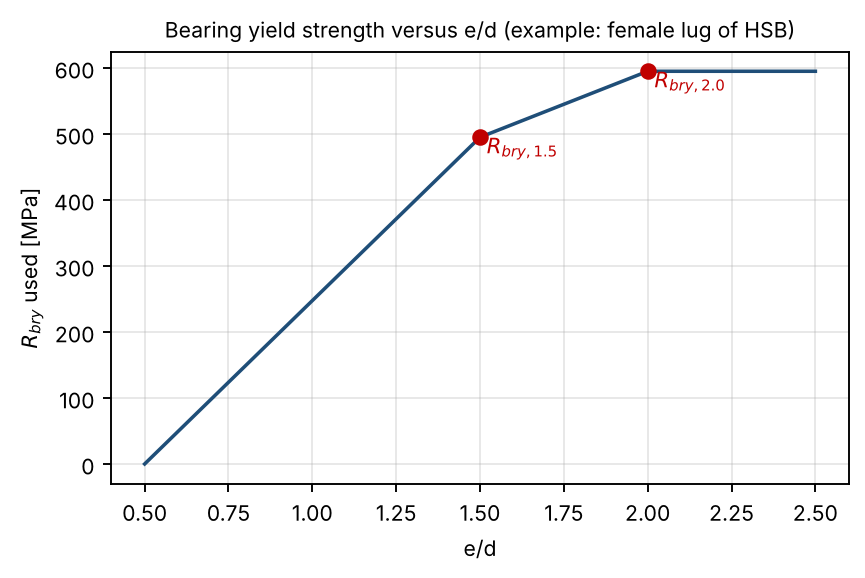 Bearing yield strength versus e/d (example: female lug of HSB)
R_bry used [MPa]
600
500
400
300
200
100
0
R_bry, 2.0
R_bry, 1.5
0.50 0.75 1.00 1.25 1.50 1.75 2.00 2.25 2.50
e/d